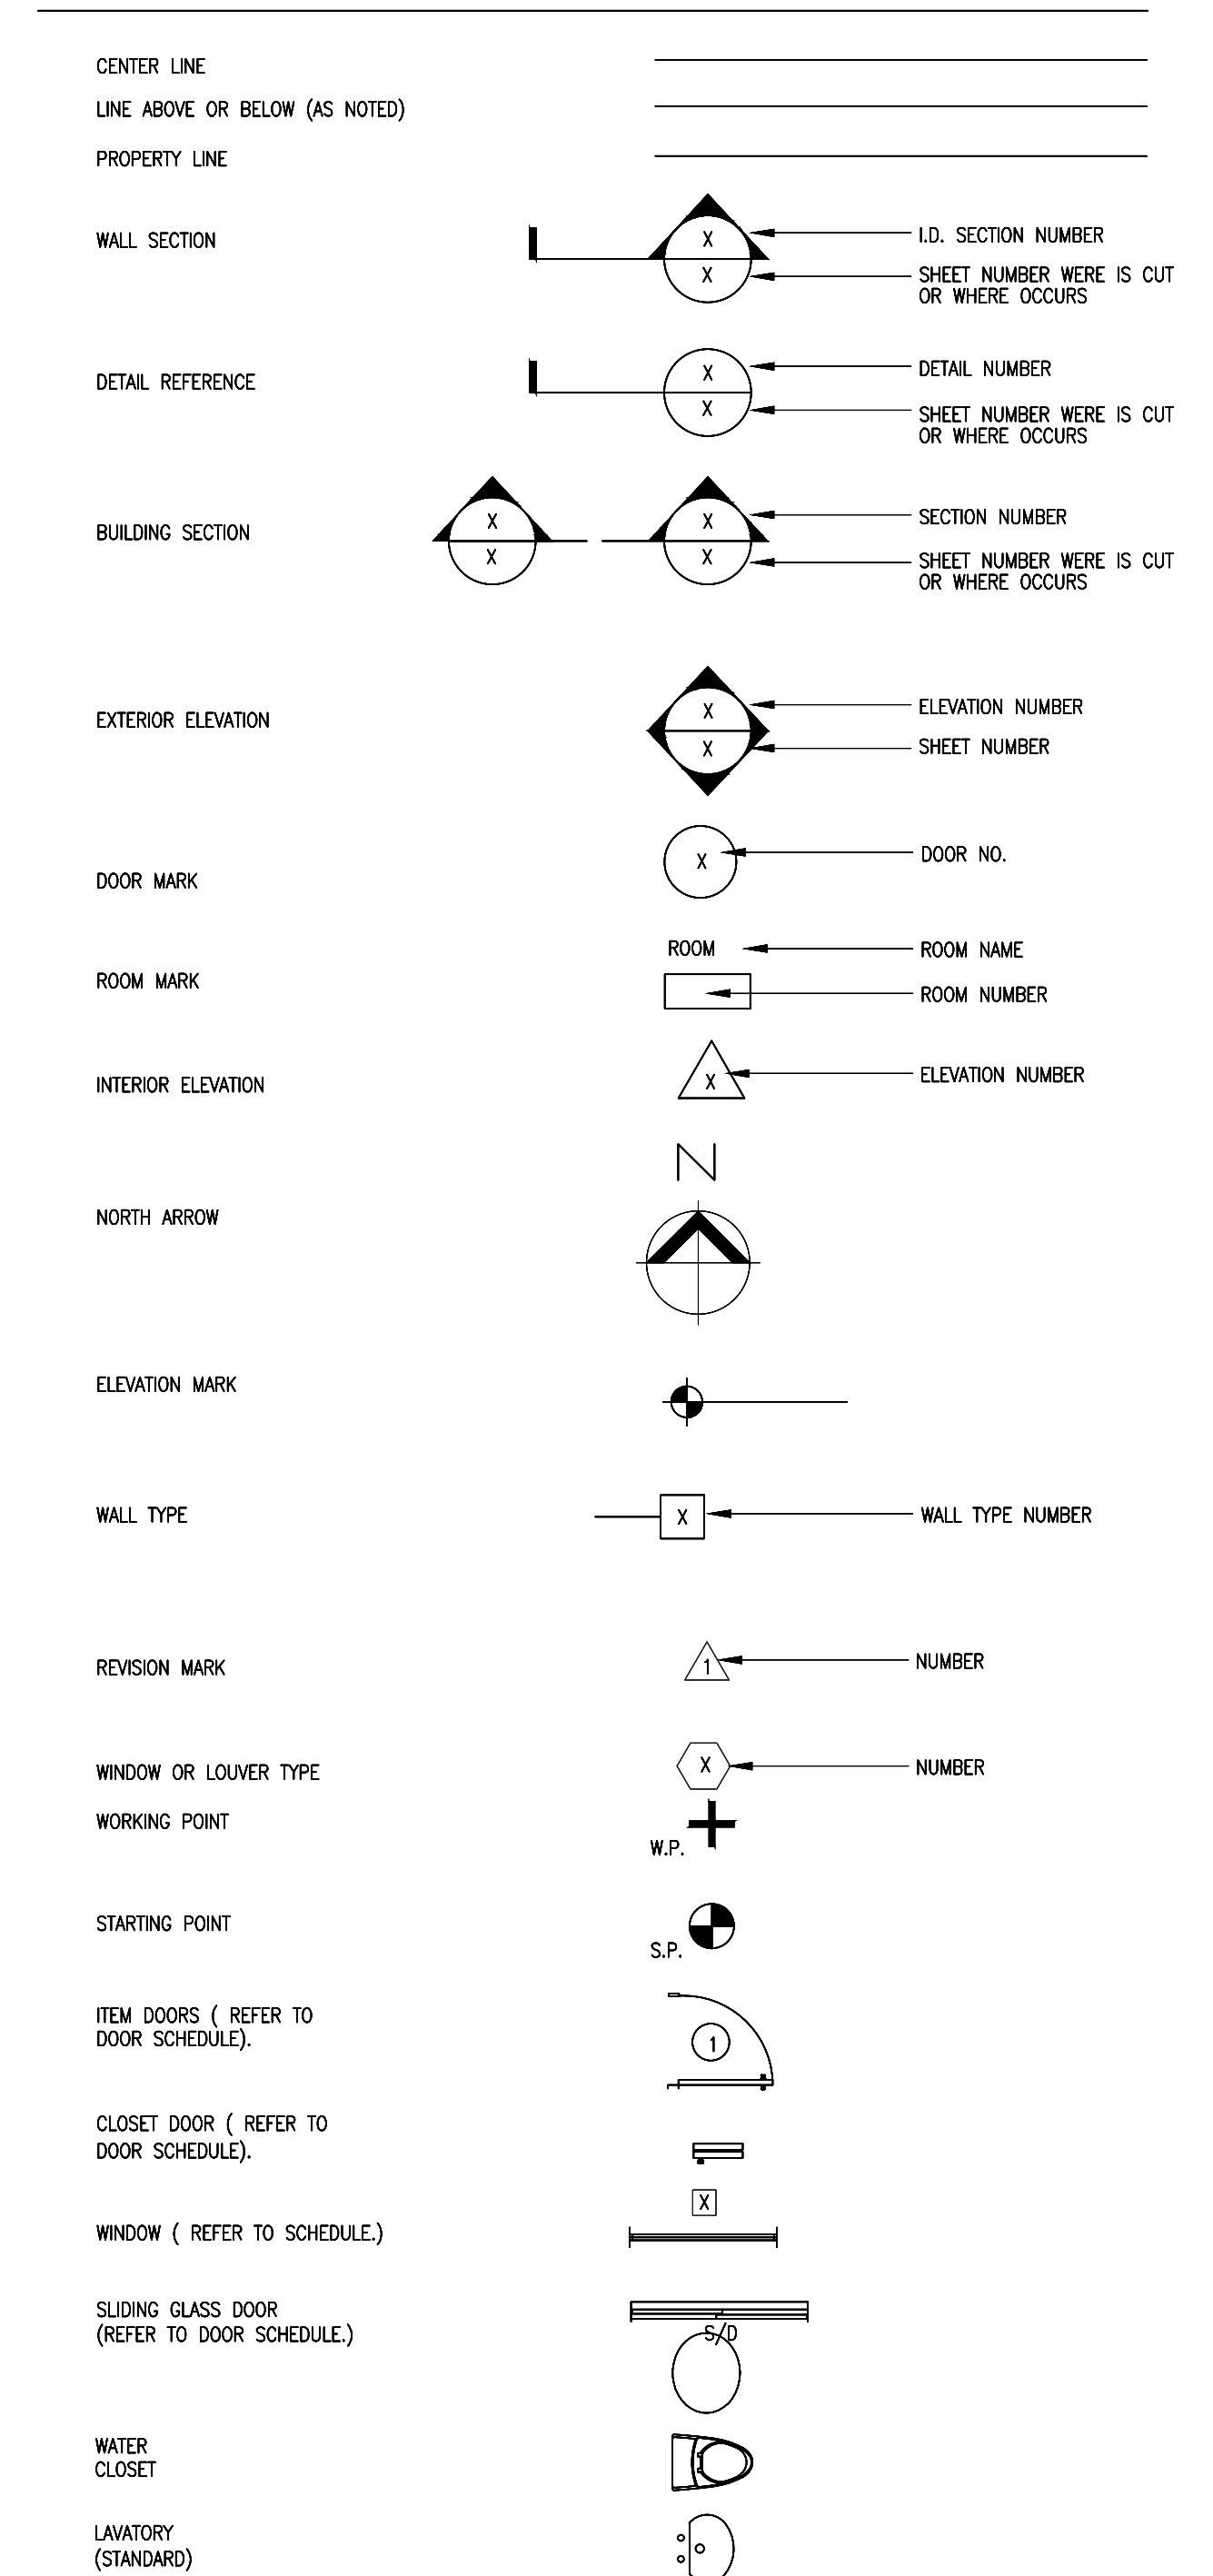 CENTER LINE
LINE ABOVE OR BELOW (AS NOTED)
PROPERTY LINE
WALL SECTION
X
X
I.D. SECTION NUMBER
SHEET NUMBER WERE IS CUT
OR WHERE OCCURS
DETAIL REFERENCE
X
X
DETAIL NUMBER
SHEET NUMBER WERE IS CUT
OR WHERE OCCURS
BUILDING SECTION
X
X
X
X
SECTION NUMBER
SHEET NUMBER WERE IS CUT
OR WHERE OCCURS
EXTERIOR ELEVATION
X
X
ELEVATION NUMBER
SHEET NUMBER
DOOR MARK
X
DOOR NO.
ROOM MARK
ROOM
ROOM NAME
ROOM NUMBER
INTERIOR ELEVATION
X
ELEVATION NUMBER
N
NORTH ARROW
ELEVATION MARK
WALL TYPE
X
WALL TYPE NUMBER
REVISION MARK
1
NUMBER
WINDOW OR LOUVER TYPE
X
NUMBER
WORKING POINT
W.P.
STARTING POINT
S.P.
ITEM DOORS ( REFER TO
DOOR SCHEDULE).
1
CLOSET DOOR ( REFER TO
DOOR SCHEDULE).
X
WINDOW ( REFER TO SCHEDULE.)
SLIDING GLASS DOOR
(REFER TO DOOR SCHEDULE.)
S/D
WATER
CLOSET
LAVATORY
(STANDARD)